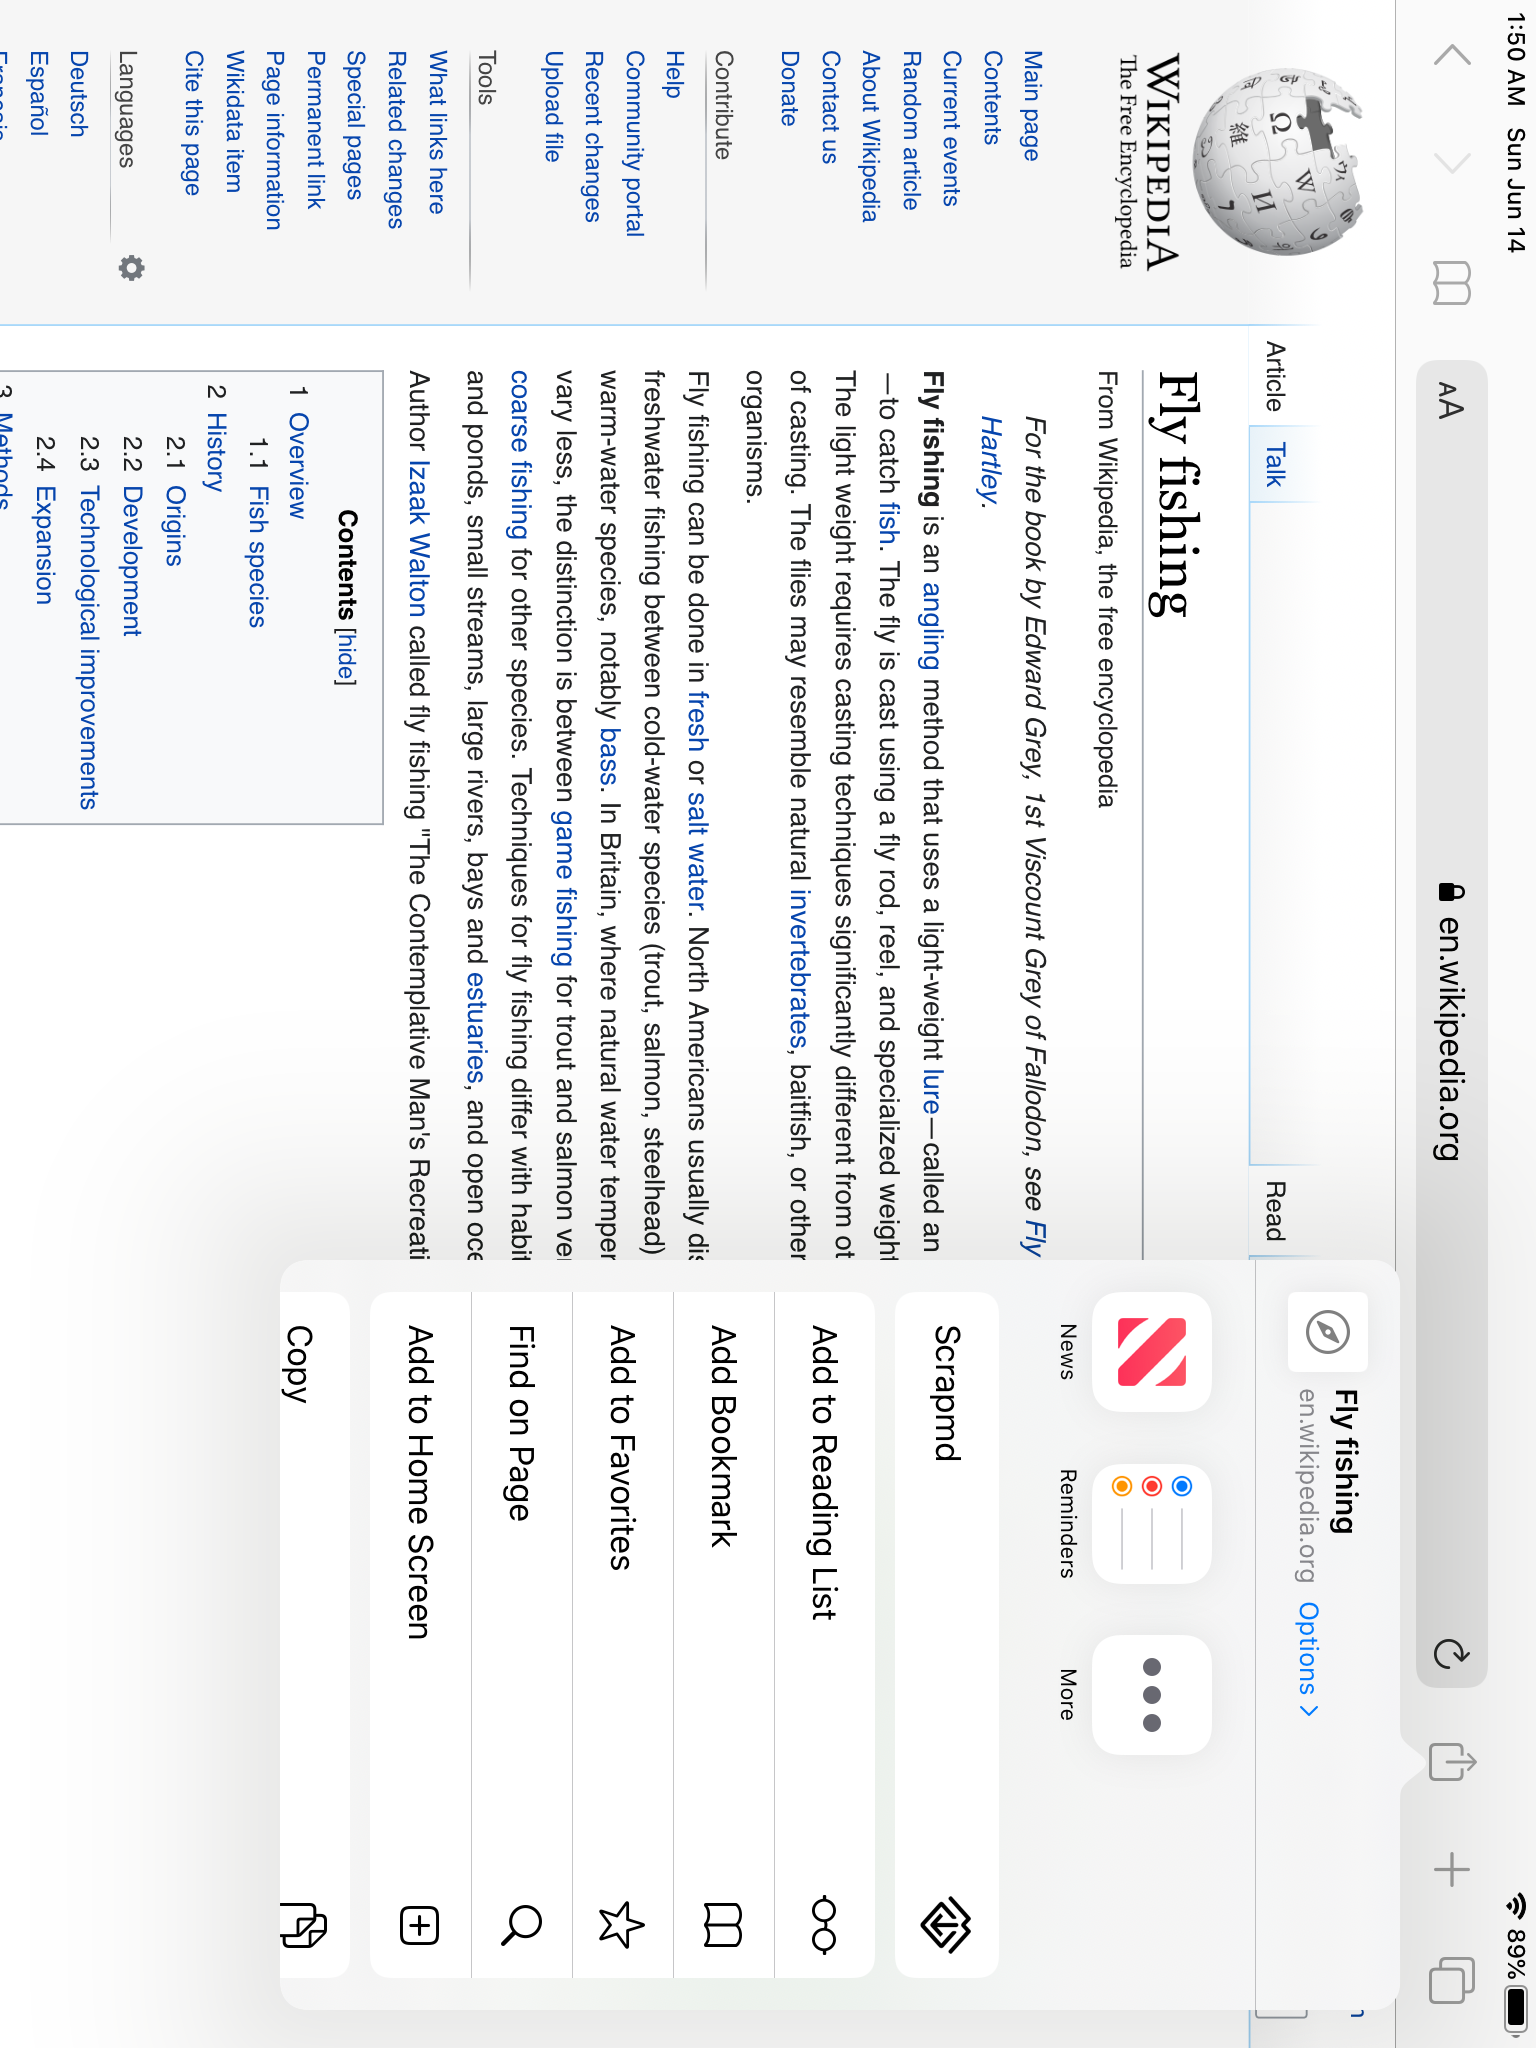 1:50 AM Sun Jun 14
89%
AA
en.wikipedia.org
WIKIPEDIA
The Free Encyclopedia
Main page
Contents
Current events
Random article
About Wikipedia
Contact us
Donate
Contribute
Help
Community portal
Recent changes
Upload file
Tools
What links here
Related changes
Special pages
Permanent link
Page information
Wikidata item
Cite this page
Languages
Deutsch
Español
Article
Talk
Read
Fly fishing
From Wikipedia, the free encyclopedia
For the book by Edward Grey, 1st Viscount Grey of Fallodon, see Fly
Hartley.
Fly fishing is an angling method that uses a light-weight lure—called an
—to catch fish. The fly is cast using a fly rod, reel, and specialized weight
The light weight requires casting techniques significantly different from ot
of casting. The flies may resemble natural invertebrates, baitfish, or other
organisms.
Fly fishing can be done in fresh or salt water. North Americans usually dis
freshwater fishing between cold-water species (trout, salmon, steelhead)
warm-water species, notably bass. In Britain, where natural water temper
vary less, the distinction is between game fishing for trout and salmon ver
coarse fishing for other species. Techniques for fly fishing differ with habit
and ponds, small streams, large rivers, bays and estuaries, and open oce
Author Izaak Walton called fly fishing "The Contemplative Man's Recreati
Contents [hide]
1 Overview
1.1 Fish species
2 History
2.1 Origins
2.2 Development
2.3 Technological improvements
2.4 Expansion
3 Methods
Fly fishing
en.wikipedia.org Options >
News
Reminders
More
Scrapmd
Add to Reading List
Add Bookmark
Add to Favorites
Find on Page
Add to Home Screen
Copy